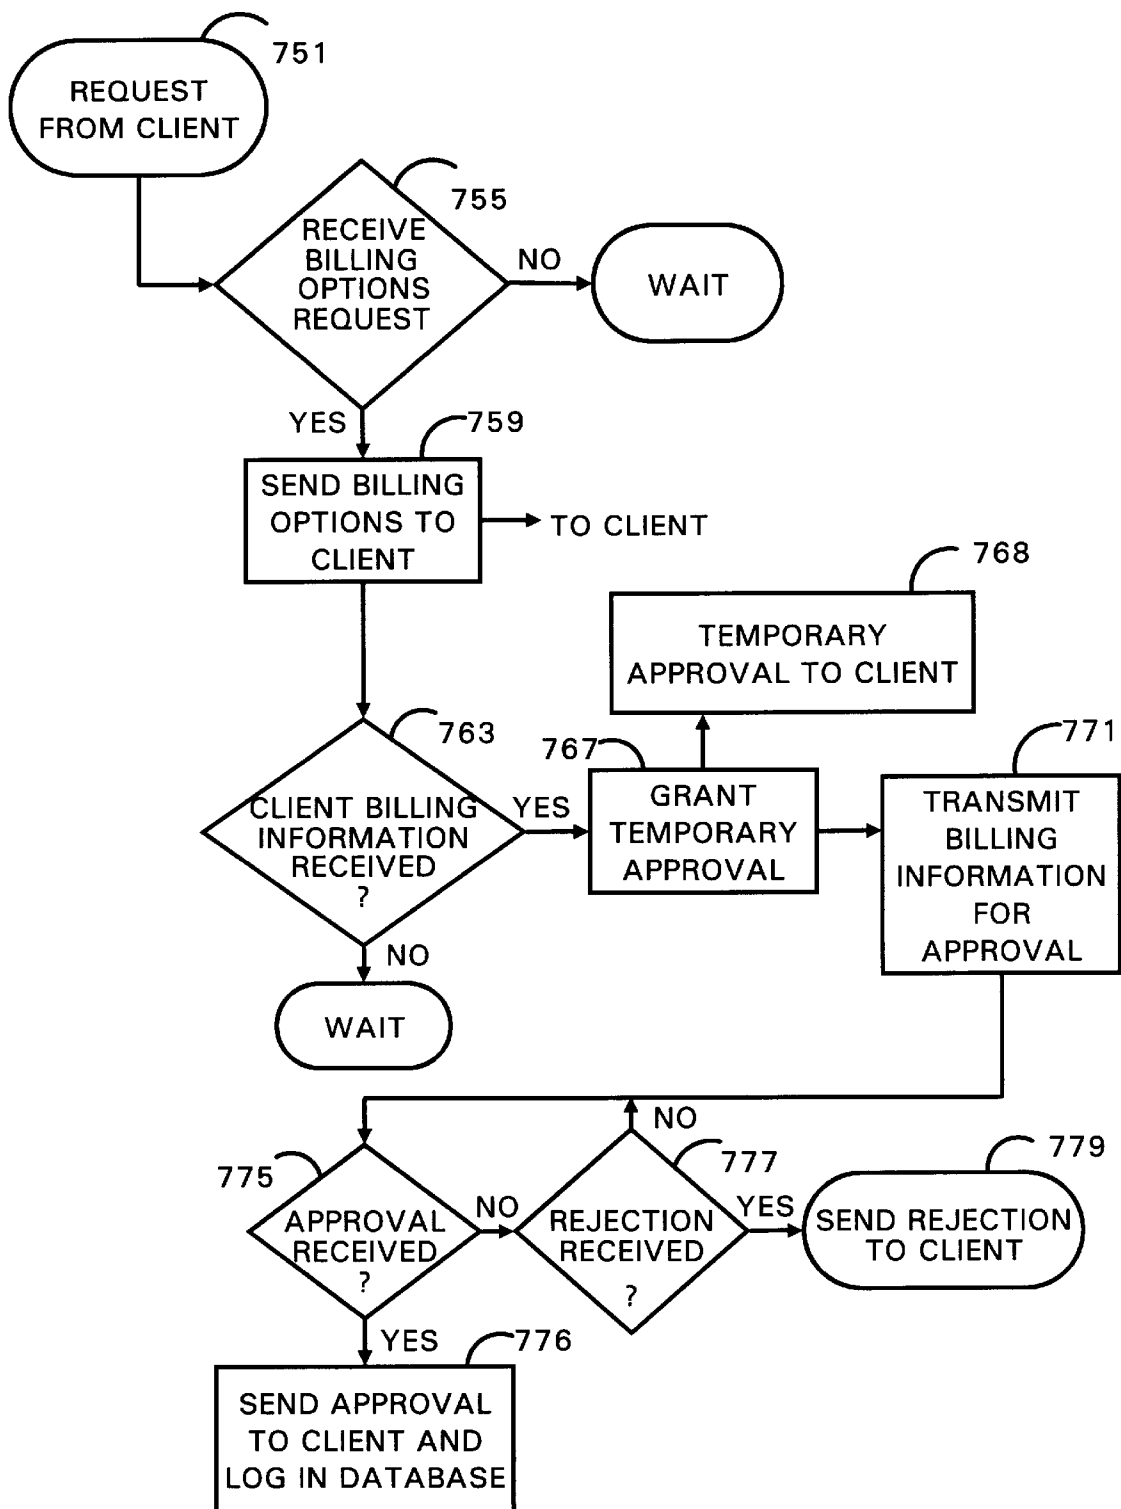 751
REQUEST
FROM CLIENT
755
RECEIVE
BILLING
OPTIONS
REQUEST
NO
WAIT
YES
759
SEND BILLING
OPTIONS TO
CLIENT
TO CLIENT
768
TEMPORARY
APPROVAL TO CLIENT
763
CLIENT BILLING
INFORMATION
RECEIVED
?
YES
767
GRANT
TEMPORARY
APPROVAL
771
TRANSMIT
BILLING
INFORMATION
FOR
APPROVAL
NO
WAIT
775
APPROVAL
RECEIVED
?
NO
777
REJECTION
RECEIVED
?
NO
YES
779
SEND REJECTION
TO CLIENT
YES
776
SEND APPROVAL
TO CLIENT AND
LOG IN DATABASE